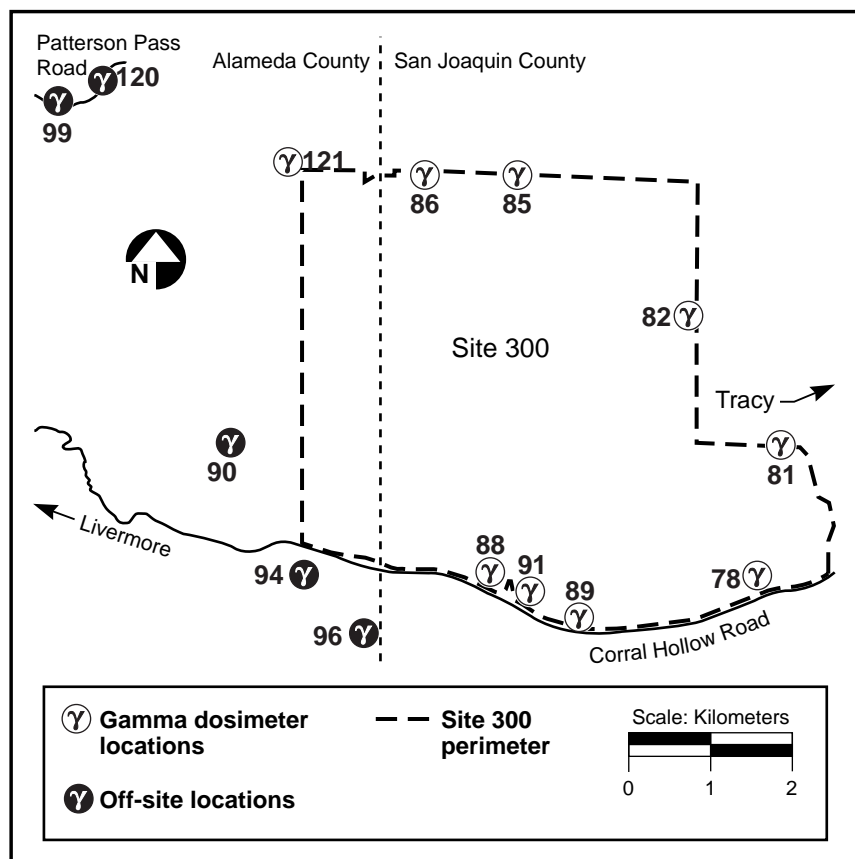 Patterson Pass
Road
Alameda County
San Joaquin County
γ 120
γ
99
γ 121
γ
86
γ
85
N
82 γ
Site 300
Tracy
γ
90
γ
81
Livermore
94 γ
88
γ
91
γ
89
γ
78 γ
96 γ
Corral Hollow Road
γ Gamma dosimeter
locations
Site 300
perimeter
Scale: Kilometers
0 1 2
γ Off-site locations